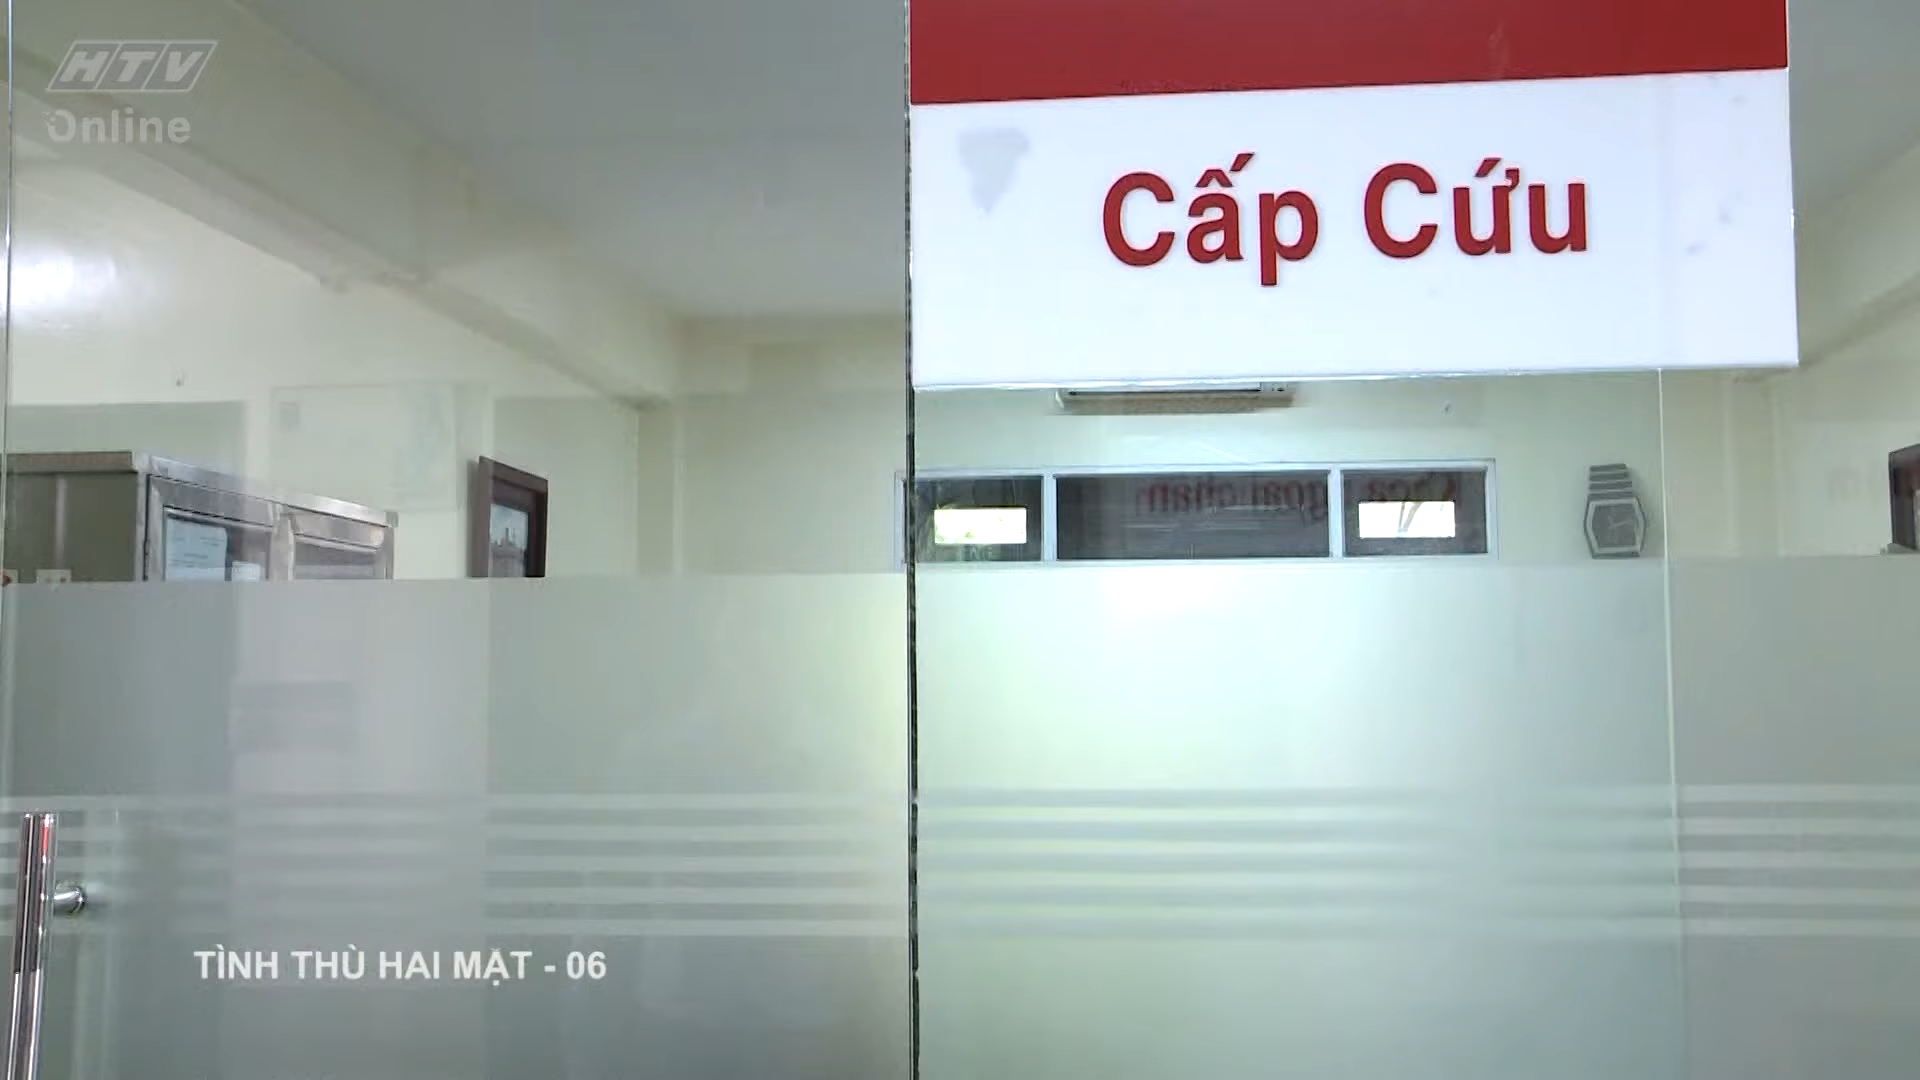 HTV
Online
Cấp Cứu
TÌNH THÙ HAI MẶT - 06